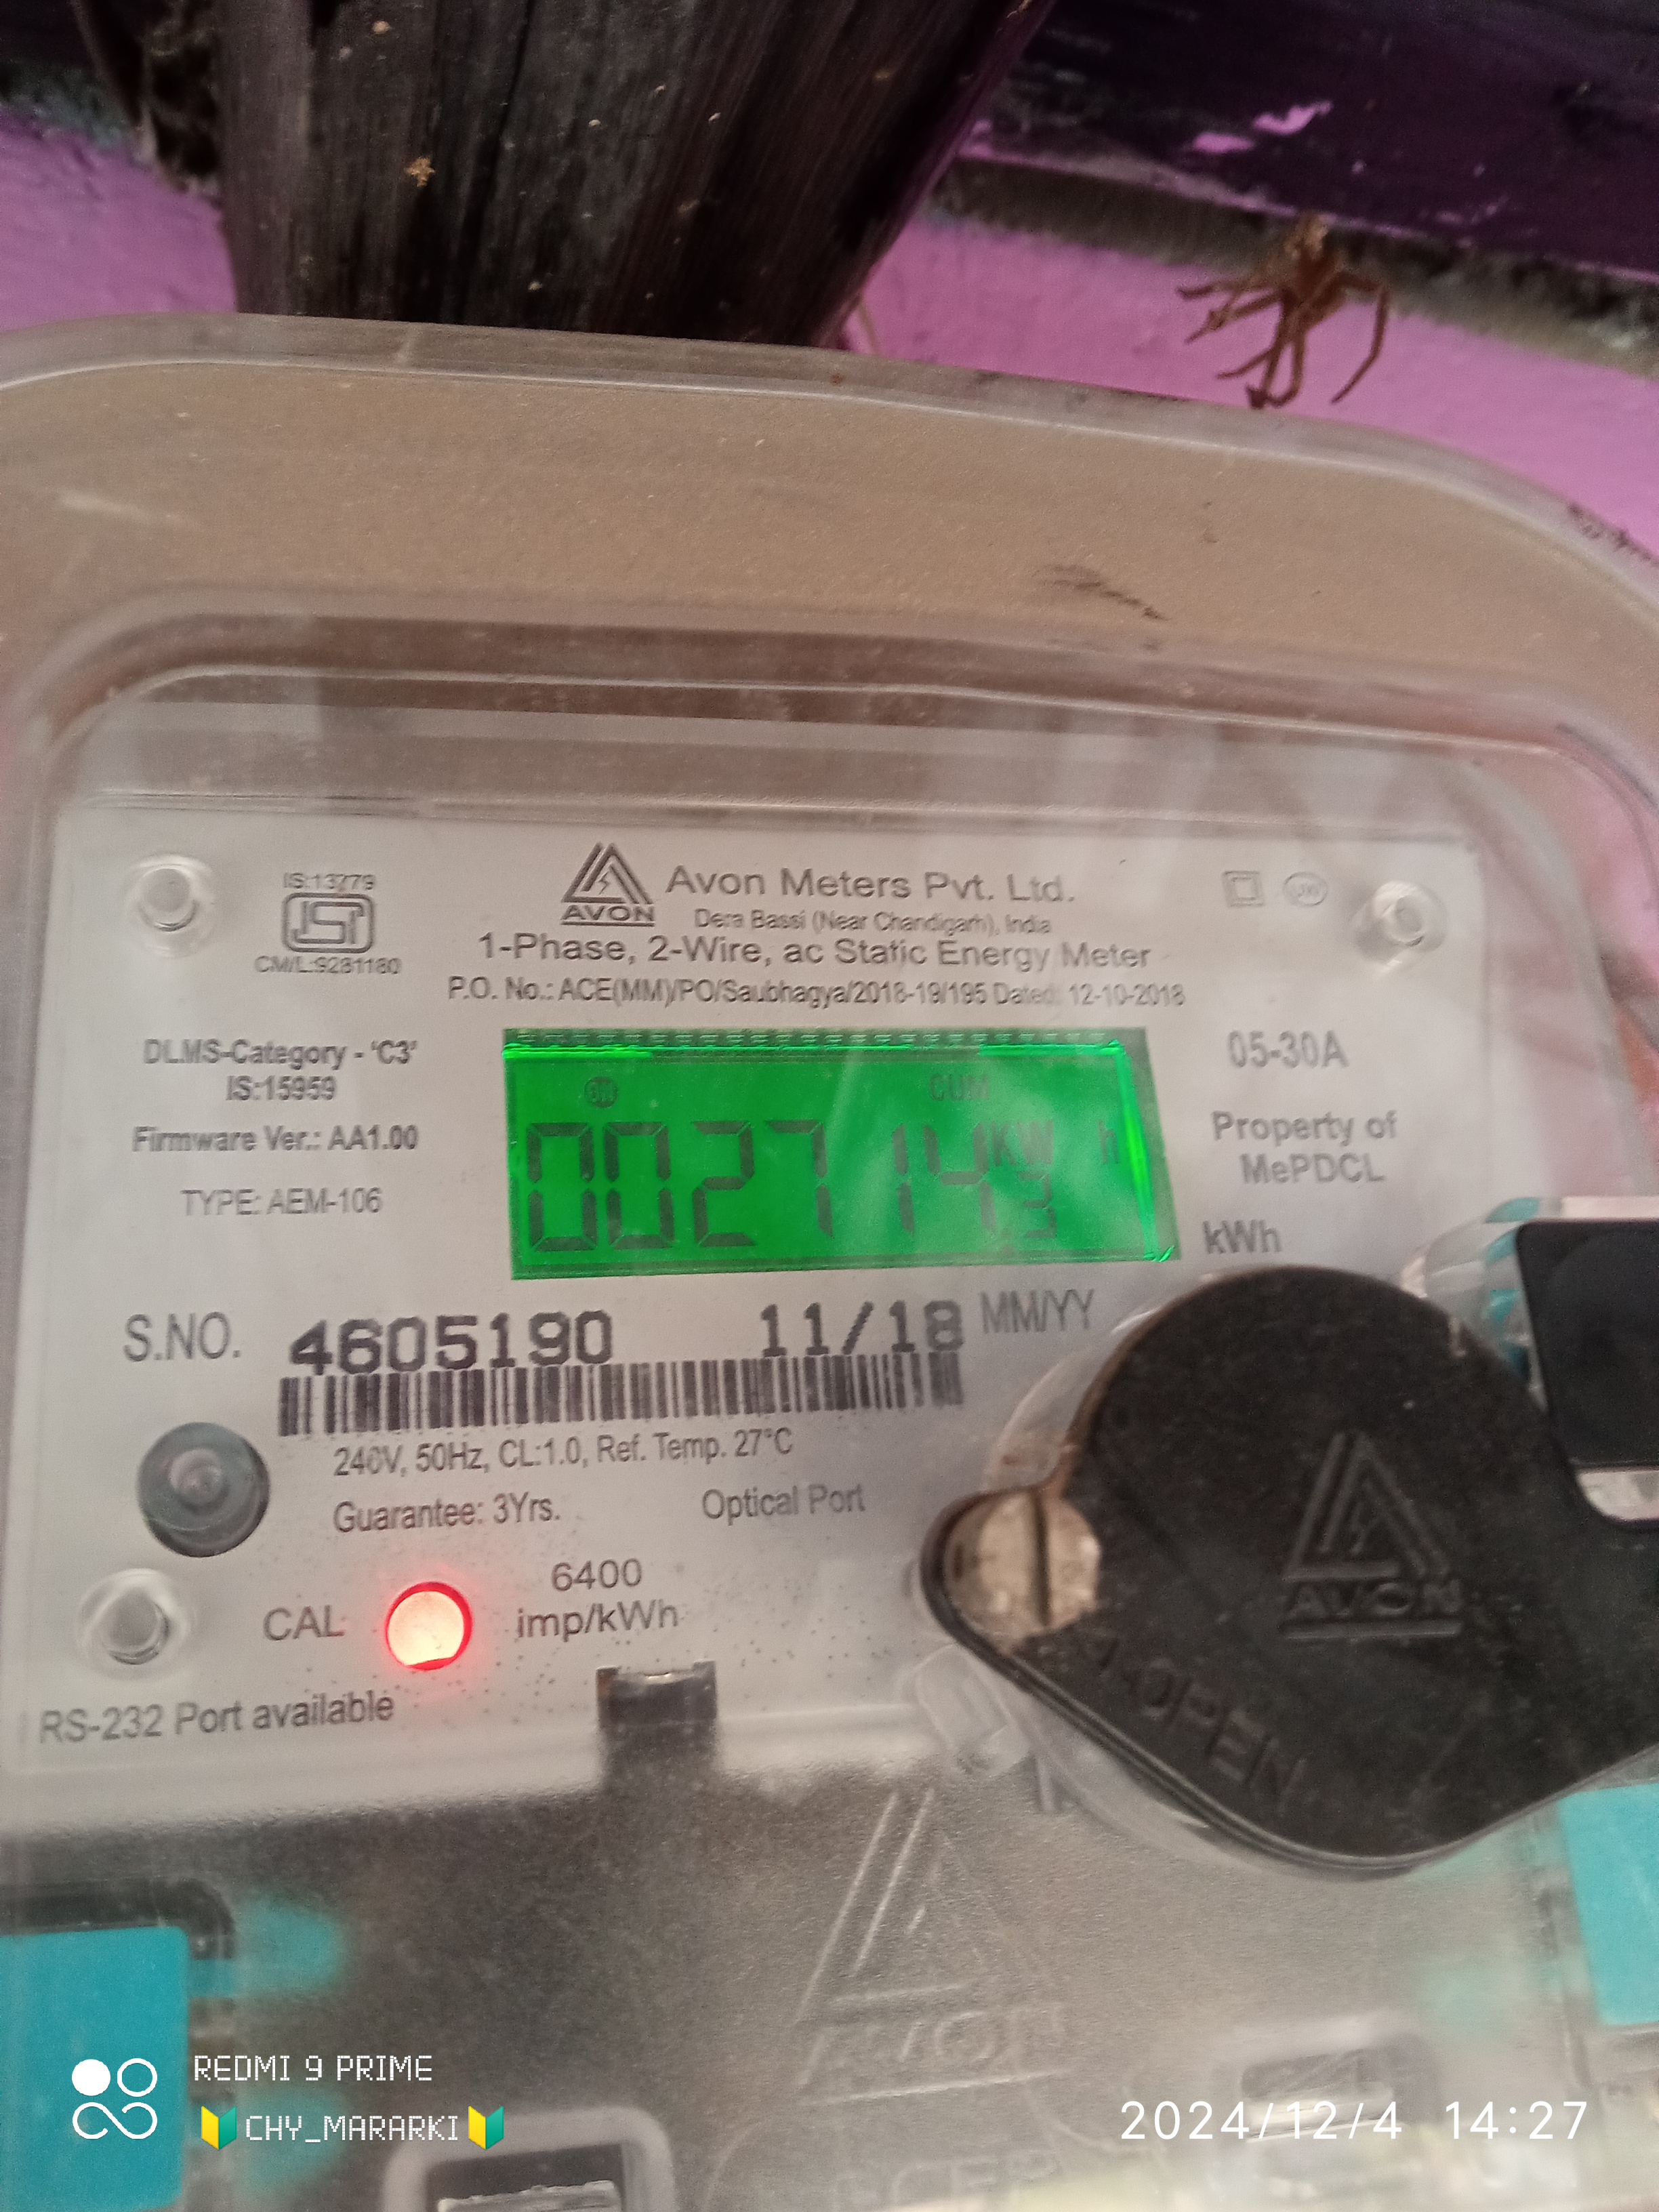 IS:13779
ISI
CM/L:9281180
AVON
Avon Meters Pvt. Ltd.
Dera Bassi (Near Chandigarh), India
1-Phase, 2-Wire, ac Static Energy Meter
P.O. No.: ACE(MM)/PO/Saubhagya/2018-19/195 Dated: 12-10-2018
DLMS-Category - 'C3'
IS:15959
Firmware Ver.: AA1.00
TYPE: AEM-106
CUM
002714.3 kW h
05-30A
Property of
MePDCL
kWh
S.NO. 4605190 11/18 MM/YY
240V, 50Hz, CL:1.0, Ref. Temp. 27°C
Guarantee: 3Yrs. Optical Port
CAL 6400
imp/kWh
RS-232 Port available
AVON
OPEN
AVON
REDMI 9 PRIME
🔰CHY_MARARKI🔰
2024/12/4 14:27